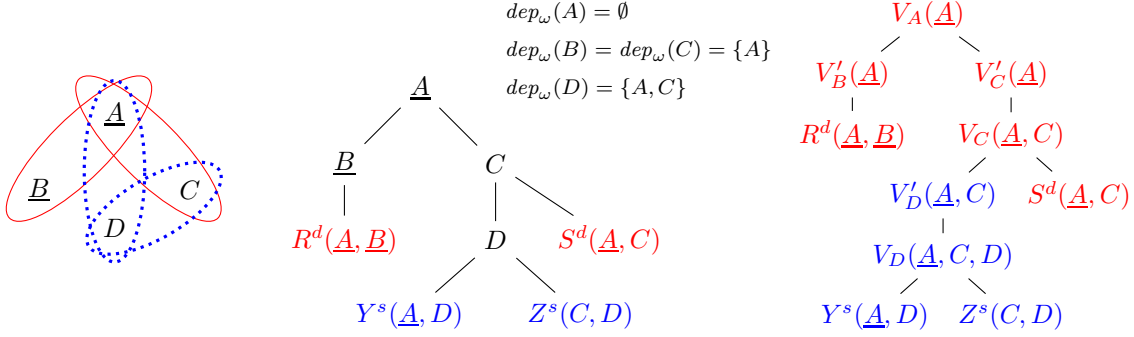 A
B
C
D
A
B
C
R^d(A, B)
D
S^d(A, C)
Y^s(A, D)
Z^s(C, D)
dep_ω(A) = ∅
dep_ω(B) = dep_ω(C) = {A}
dep_ω(D) = {A, C}
V_A(A)
V′_B(A)
V′_C(A)
R^d(A, B)
V_C(A, C)
V′_D(A, C)
S^d(A, C)
V_D(A, C, D)
Y^s(A, D)
Z^s(C, D)